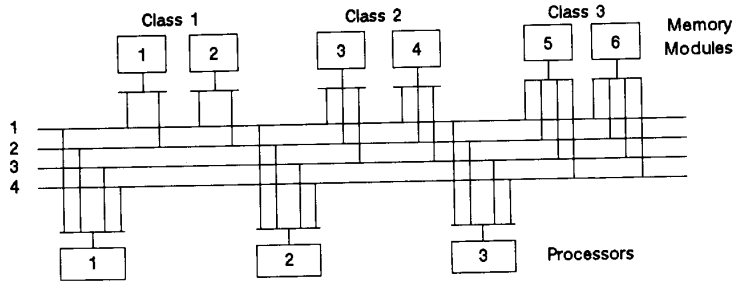 Class 1 Class 2 Class 3
Memory
Modules
1 2 3 4 5 6
1
2
3
4
1 2 3
Processors